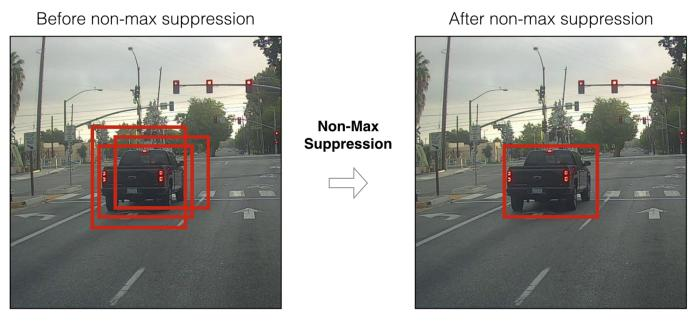 Before non-max suppression
After non-max suppression
Non-Max
Suppression